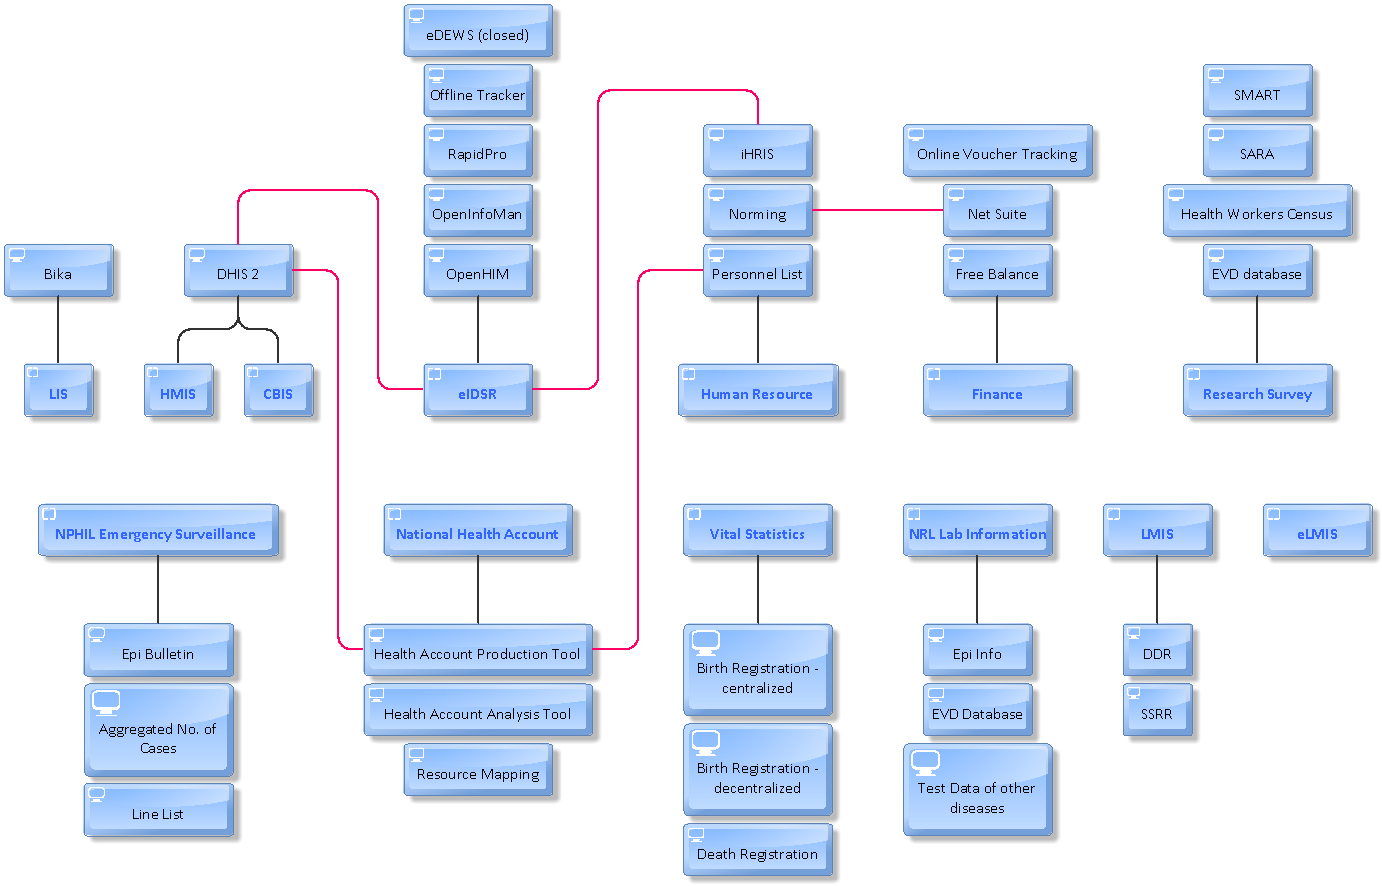 eDEWS (closed)
Offline Tracker
SMART
RapidPro
iHRIS
Online Voucher Tracking
SARA
OpenInfoMan
Norming
Net Suite
Health Workers Census
Bika
DHIS 2
OpenHIM
Personnel List
Free Balance
EVD database
LIS
HMIS
CBIS
eIDSR
Human Resource
Finance
Research Survey
NPHIL Emergency Surveillance
National Health Account
Vital Statistics
NRL Lab Information
LMIS
eLMIS
Epi Bulletin
Health Account Production Tool
Birth Registration -
centralized
Epi Info
DDR
Aggregated No. of
Cases
Health Account Analysis Tool
EVD Database
SSRR
Resource Mapping
Birth Registration -
decentralized
Test Data of other
diseases
Line List
Death Registration